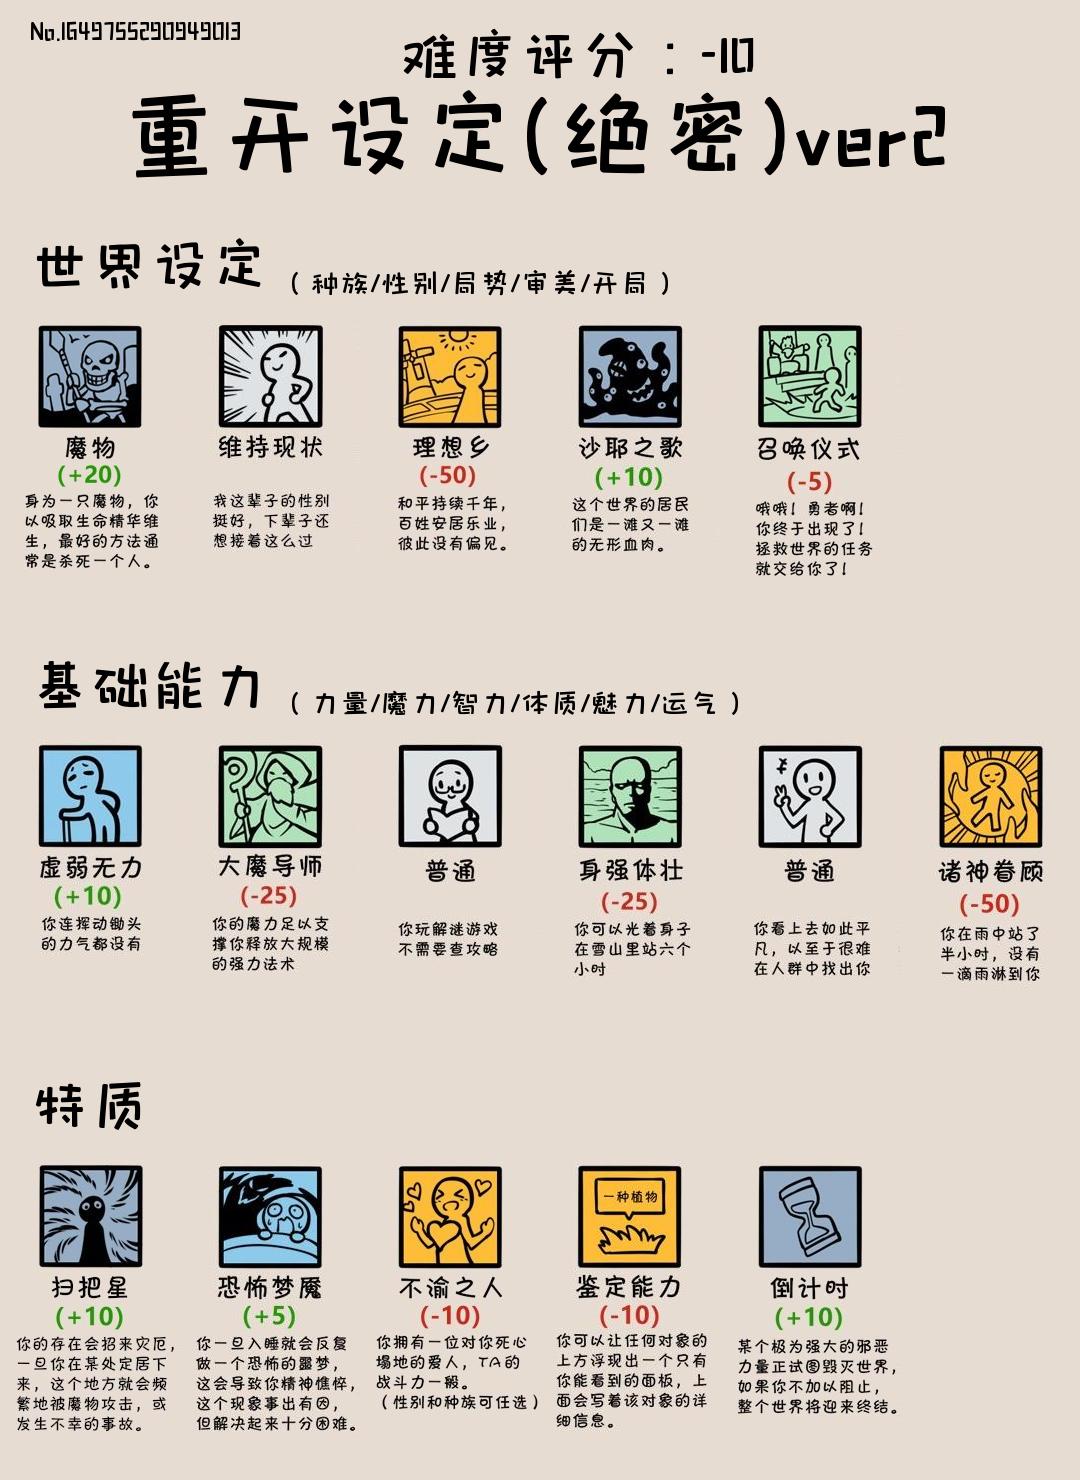 No.1649755290949013
难度评分：-10
重开设定(绝密)ver2
世界设定（种族/性别/局势/审美/开局）
魔物
(+20)
身为一只魔物，你
以吸取生命精华维
生，最好的方法通
常是杀死一个人。
维持现状
我这辈子的性别
挺好，下辈子还
想接着这么过
理想乡
(-50)
和平持续千年，
百姓安居乐业，
彼此没有偏见。
沙耶之歌
(+10)
这个世界的居民
们是一滩又一滩
的无形血肉。
召唤仪式
(-5)
哦哦！勇者啊！
你终于出现了！
拯救世界的任务
就交给你了！
基础能力（力量/魔力/智力/体质/魅力/运气）
虚弱无力
(+10)
你连挥动锄头
的力气都没有
大魔导师
(-25)
你的魔力足以支
撑你释放大规模
的强力法术
普通
你玩解谜游戏
不需要查攻略
身强体壮
(-25)
你可以光着身子
在雪山里站六个
小时
普通
你看上去如此平
凡，以至于很难
在人群中找出你
诸神眷顾
(-50)
你在雨中站了
半小时，没有
一滴雨淋到你
特质
扫把星
(+10)
你的存在会招来灾厄，
一旦你在某处定居下
来，这个地方就会频
繁地被魔物攻击，或
发生不幸的事故。
恐怖梦魇
(+5)
你一旦入睡就会反复
做一个恐怖的噩梦，
这会导致你精神憔悴，
这个现象事出有因，
但解决起来十分困难。
不渝之人
(-10)
你拥有一位对你死心
塌地的爱人，TA的
战斗力一般。
（性别和种族可任选）
一种植物
鉴定能力
(-10)
你可以让任何对象的
上方浮现出一个只有
你能看到的面板，上
面会写着该对象的详
细信息。
倒计时
(+10)
某个极为强大的邪恶
力量正试图毁灭世界，
如果你不加以阻止，
整个世界将迎来终结。